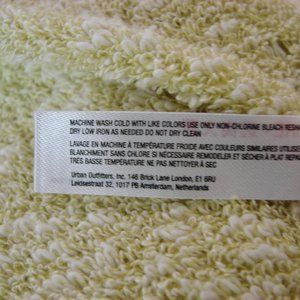 MACHINE WASH COLD WITH LIKE COLORS USE ONLY NON-CHLORINE BLEACH RES
DRY LOW IRON AS NEEDED DO NOT DRY CLEAN
LAVAGE EN MACHINE À TEMPÉRATURE FROIDE AVEC COULEURS SIMILAIRES UTILISE
BLANCHIMENT SANS CHLORE SI NÉCESSAIRE REMODELER ET SÉCHER À PLAT REPA
TRÈS BASSE TEMPÉRATURE NE PAS NETTOYER À SEC
Urban Outfitters, Inc. 146 Brick Lane London, E1 6RU
Leidsestraat 32, 1017 PB Amsterdam, Netherlands